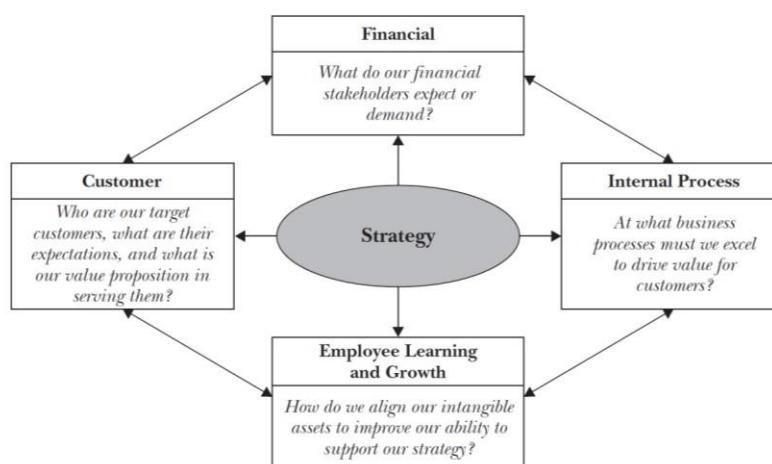 Financial
What do our financial
stakeholders expect or
demand?
Customer
Who are our target
customers, what are their
expectations, and what is
our value proposition in
serving them?
Strategy
Internal Process
At what business
processes must we excel
to drive value for
customers?
Employee Learning
and Growth
How do we align our intangible
assets to improve our ability to
support our strategy?